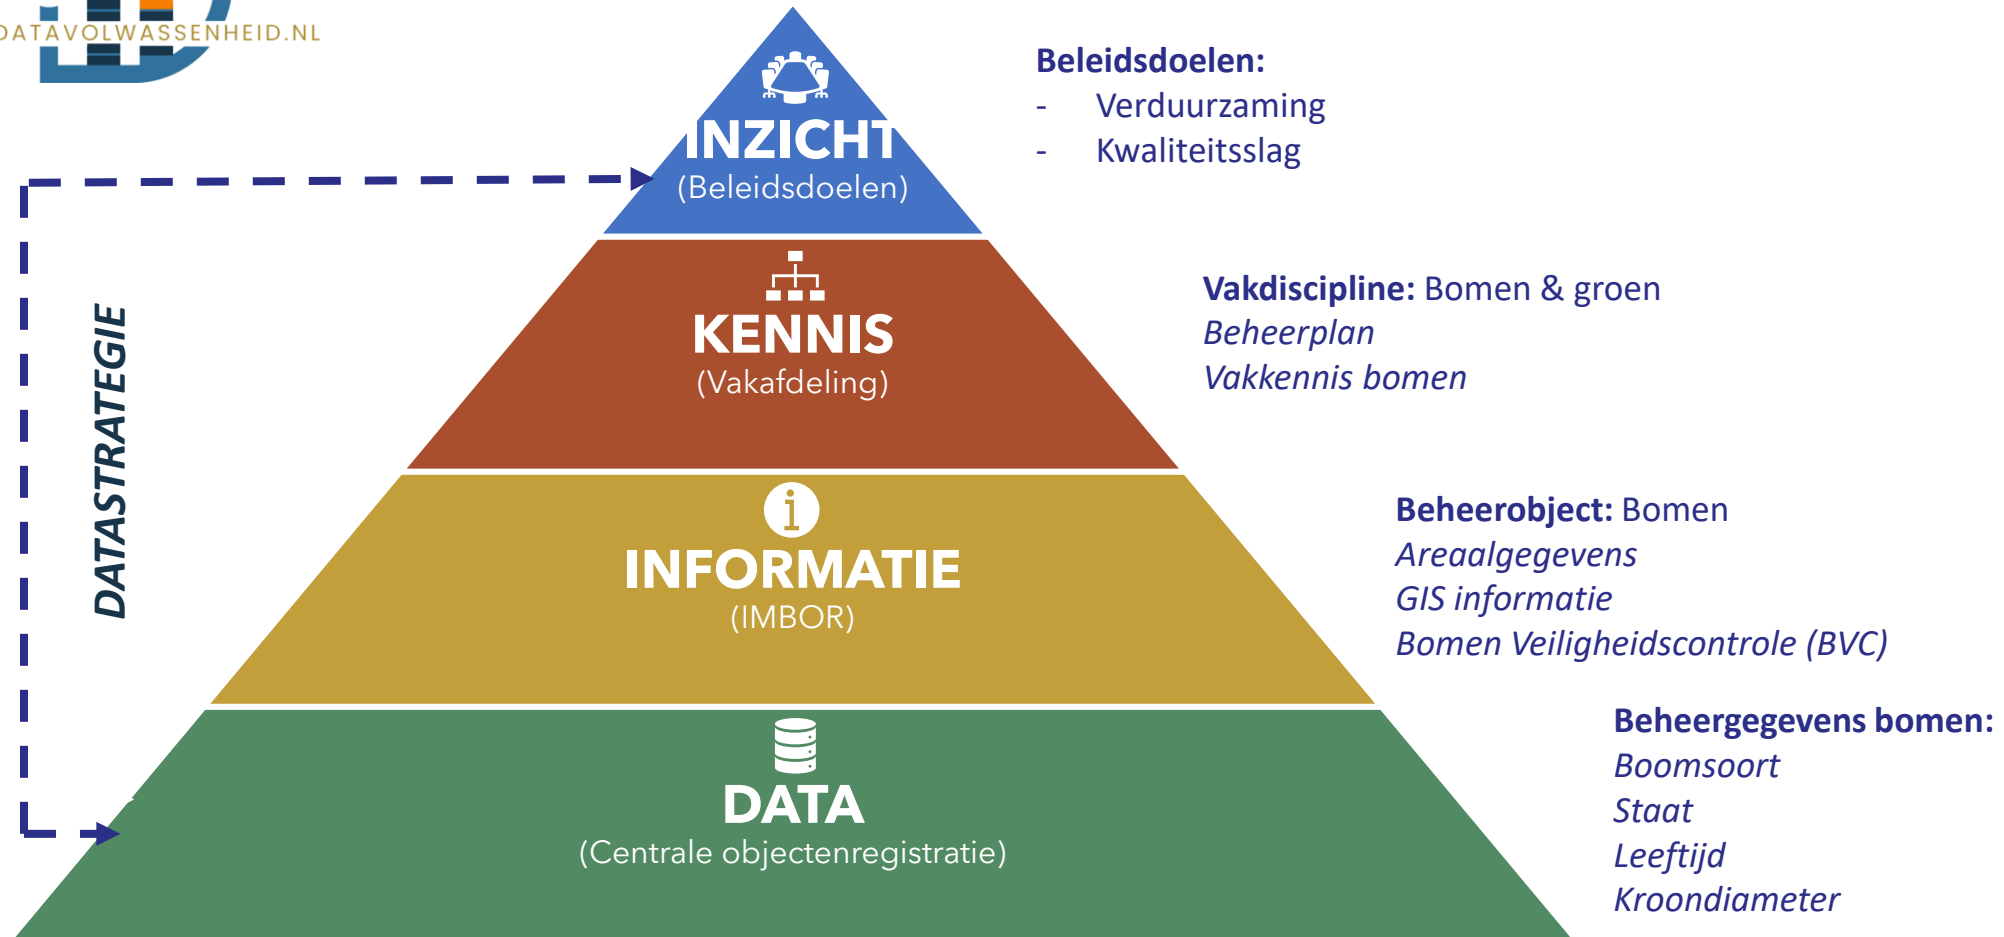 DATAVOLWASSENHEID.NL
INZICHT
(Beleidsdoelen)
Beleidsdoelen:
- Verduurzaming
- Kwaliteitsslag
DATASTRATEGIE
KENNIS
(Vakafdeling)
Vakdiscipline: Bomen & groen
Beheerplan
Vakkennis bomen
INFORMATIE
(IMBOR)
Beheerobject: Bomen
Areaalgegevens
GIS informatie
Bomen Veiligheidscontrole (BVC)
DATA
(Centrale objectenregistratie)
Beheergegevens bomen:
Boomsoort
Staat
Leeftijd
Kroondiameter